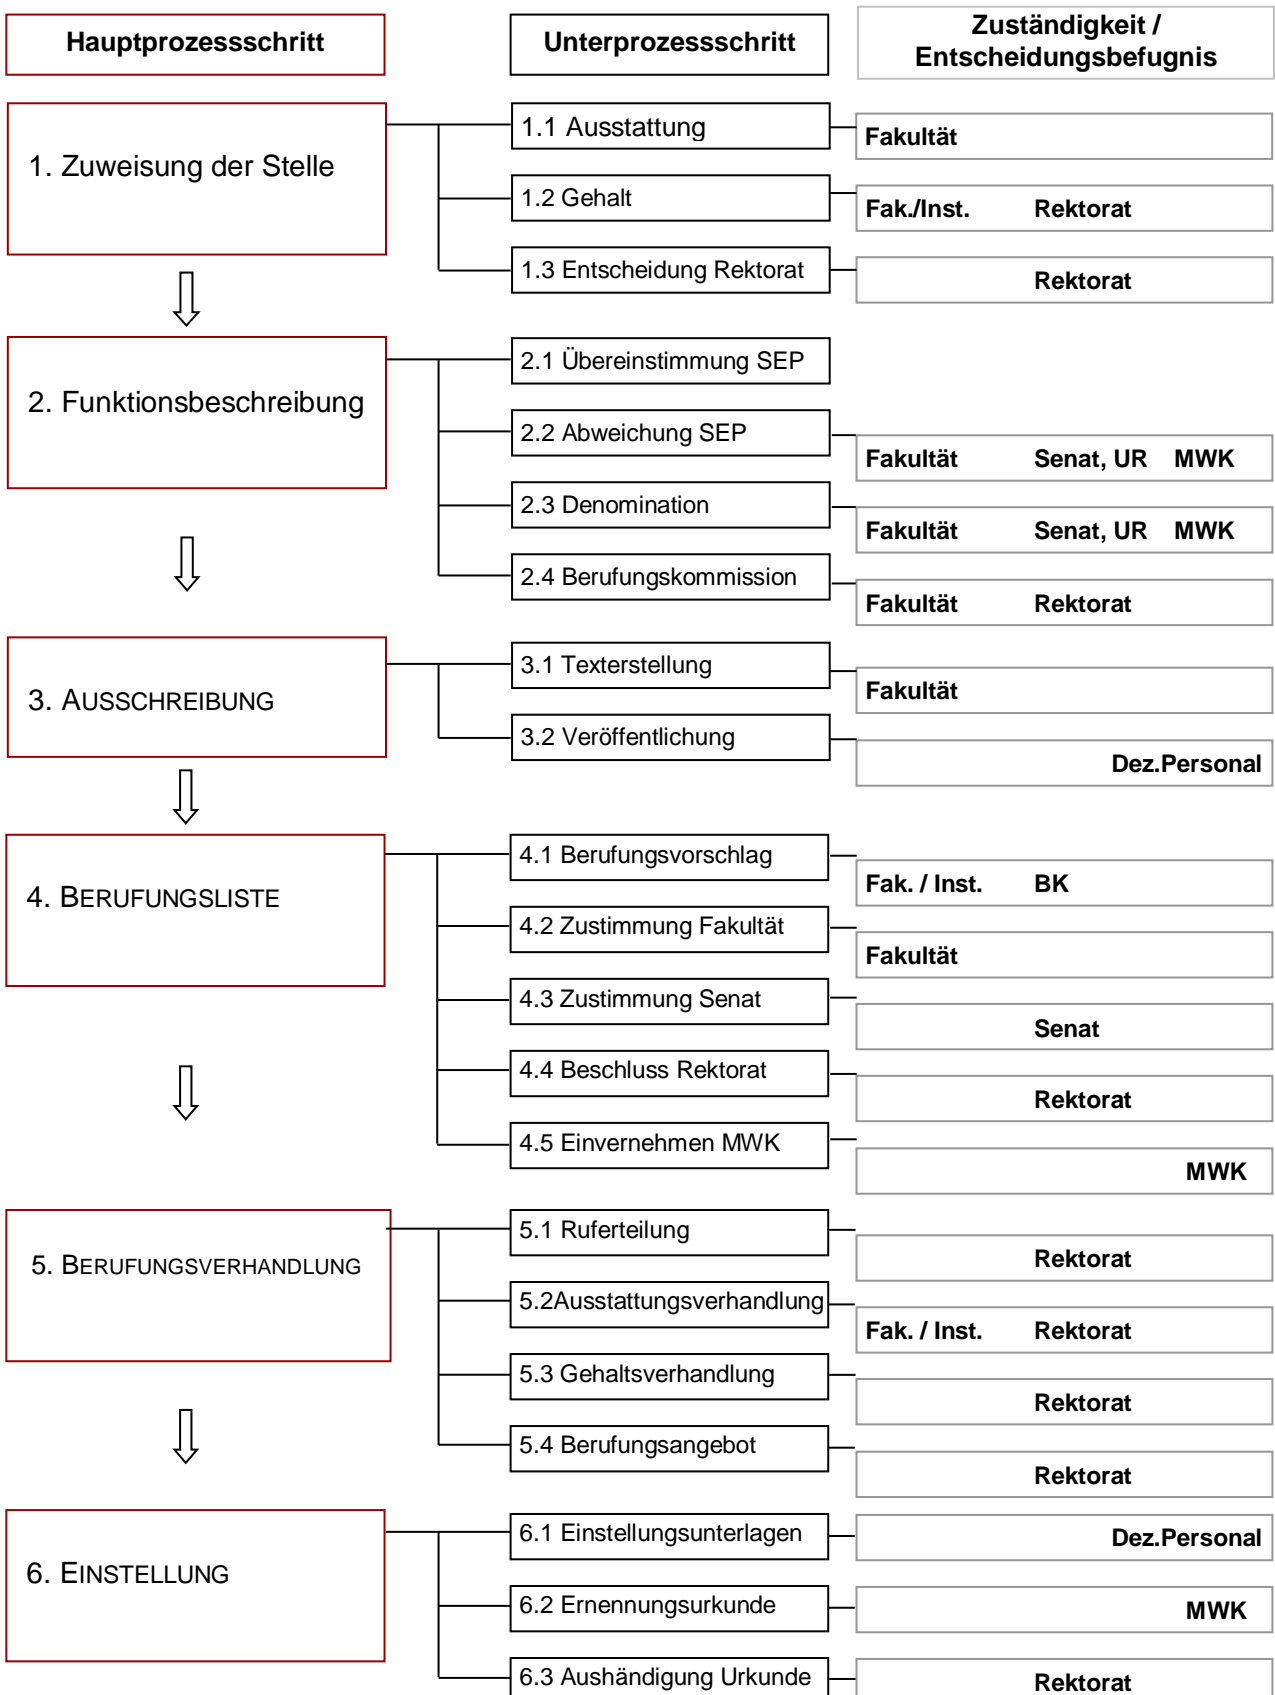 Hauptprozessschritt
Unterprozessschritt
Zuständigkeit /
Entscheidungsbefugnis
1. Zuweisung der Stelle
1.1 Ausstattung
Fakultät
1.2 Gehalt
Fak./Inst. Rektorat
1.3 Entscheidung Rektorat
Rektorat
2. Funktionsbeschreibung
2.1 Übereinstimmung SEP
2.2 Abweichung SEP
Fakultät Senat, UR MWK
2.3 Denomination
Fakultät Senat, UR MWK
2.4 Berufungskommission
Fakultät Rektorat
3. AUSSCHREIBUNG
3.1 Texterstellung
Fakultät
3.2 Veröffentlichung
Dez.Personal
4. BERUFUNGSLISTE
4.1 Berufungsvorschlag
Fak. / Inst. BK
4.2 Zustimmung Fakultät
Fakultät
4.3 Zustimmung Senat
Senat
4.4 Beschluss Rektorat
Rektorat
4.5 Einvernehmen MWK
MWK
5. BERUFUNGSVERHANDLUNG
5.1 Ruferteilung
Rektorat
5.2Ausstattungsverhandlung
Fak. / Inst. Rektorat
5.3 Gehaltsverhandlung
Rektorat
5.4 Berufungsangebot
Rektorat
6. EINSTELLUNG
6.1 Einstellungsunterlagen
Dez.Personal
6.2 Ernennungsurkunde
MWK
6.3 Aushändigung Urkunde
Rektorat